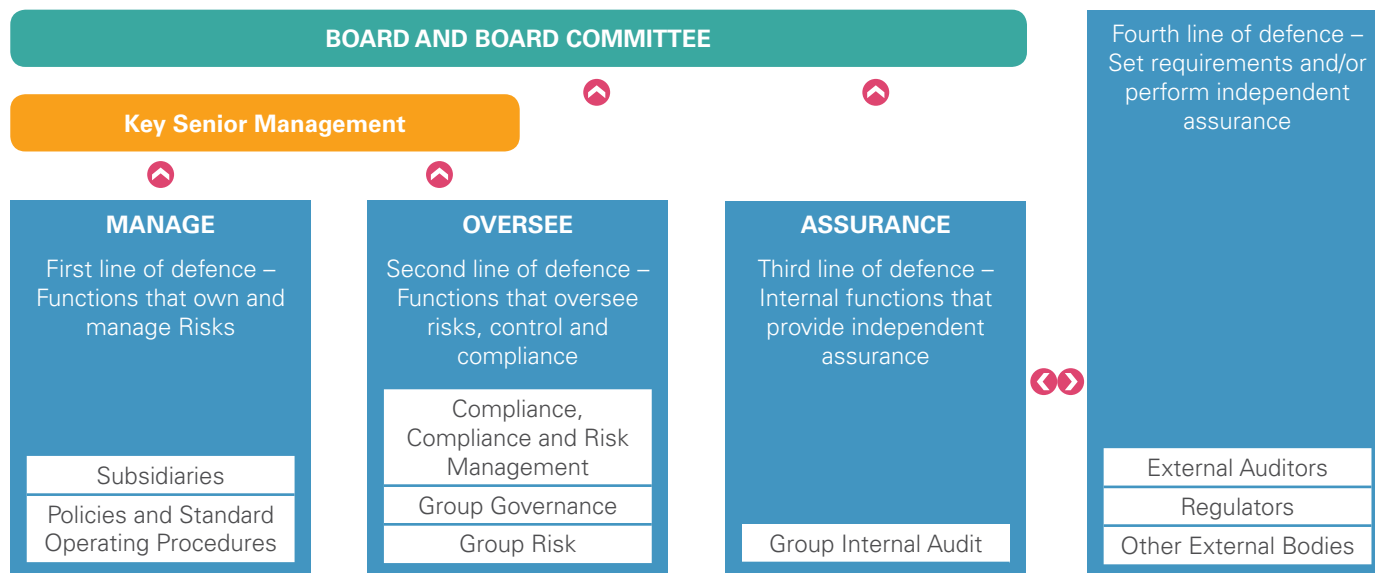 BOARD AND BOARD COMMITTEE
Key Senior Management
MANAGE
First line of defence –
Functions that own and
manage Risks
Subsidiaries
Policies and Standard
Operating Procedures
OVERSEE
Second line of defence –
Functions that oversee
risks, control and
compliance
Compliance,
Compliance and Risk
Management
Group Governance
Group Risk
ASSURANCE
Third line of defence –
Internal functions that
provide independent
assurance
Group Internal Audit
Fourth line of defence –
Set requirements and/or
perform independent
assurance
External Auditors
Regulators
Other External Bodies